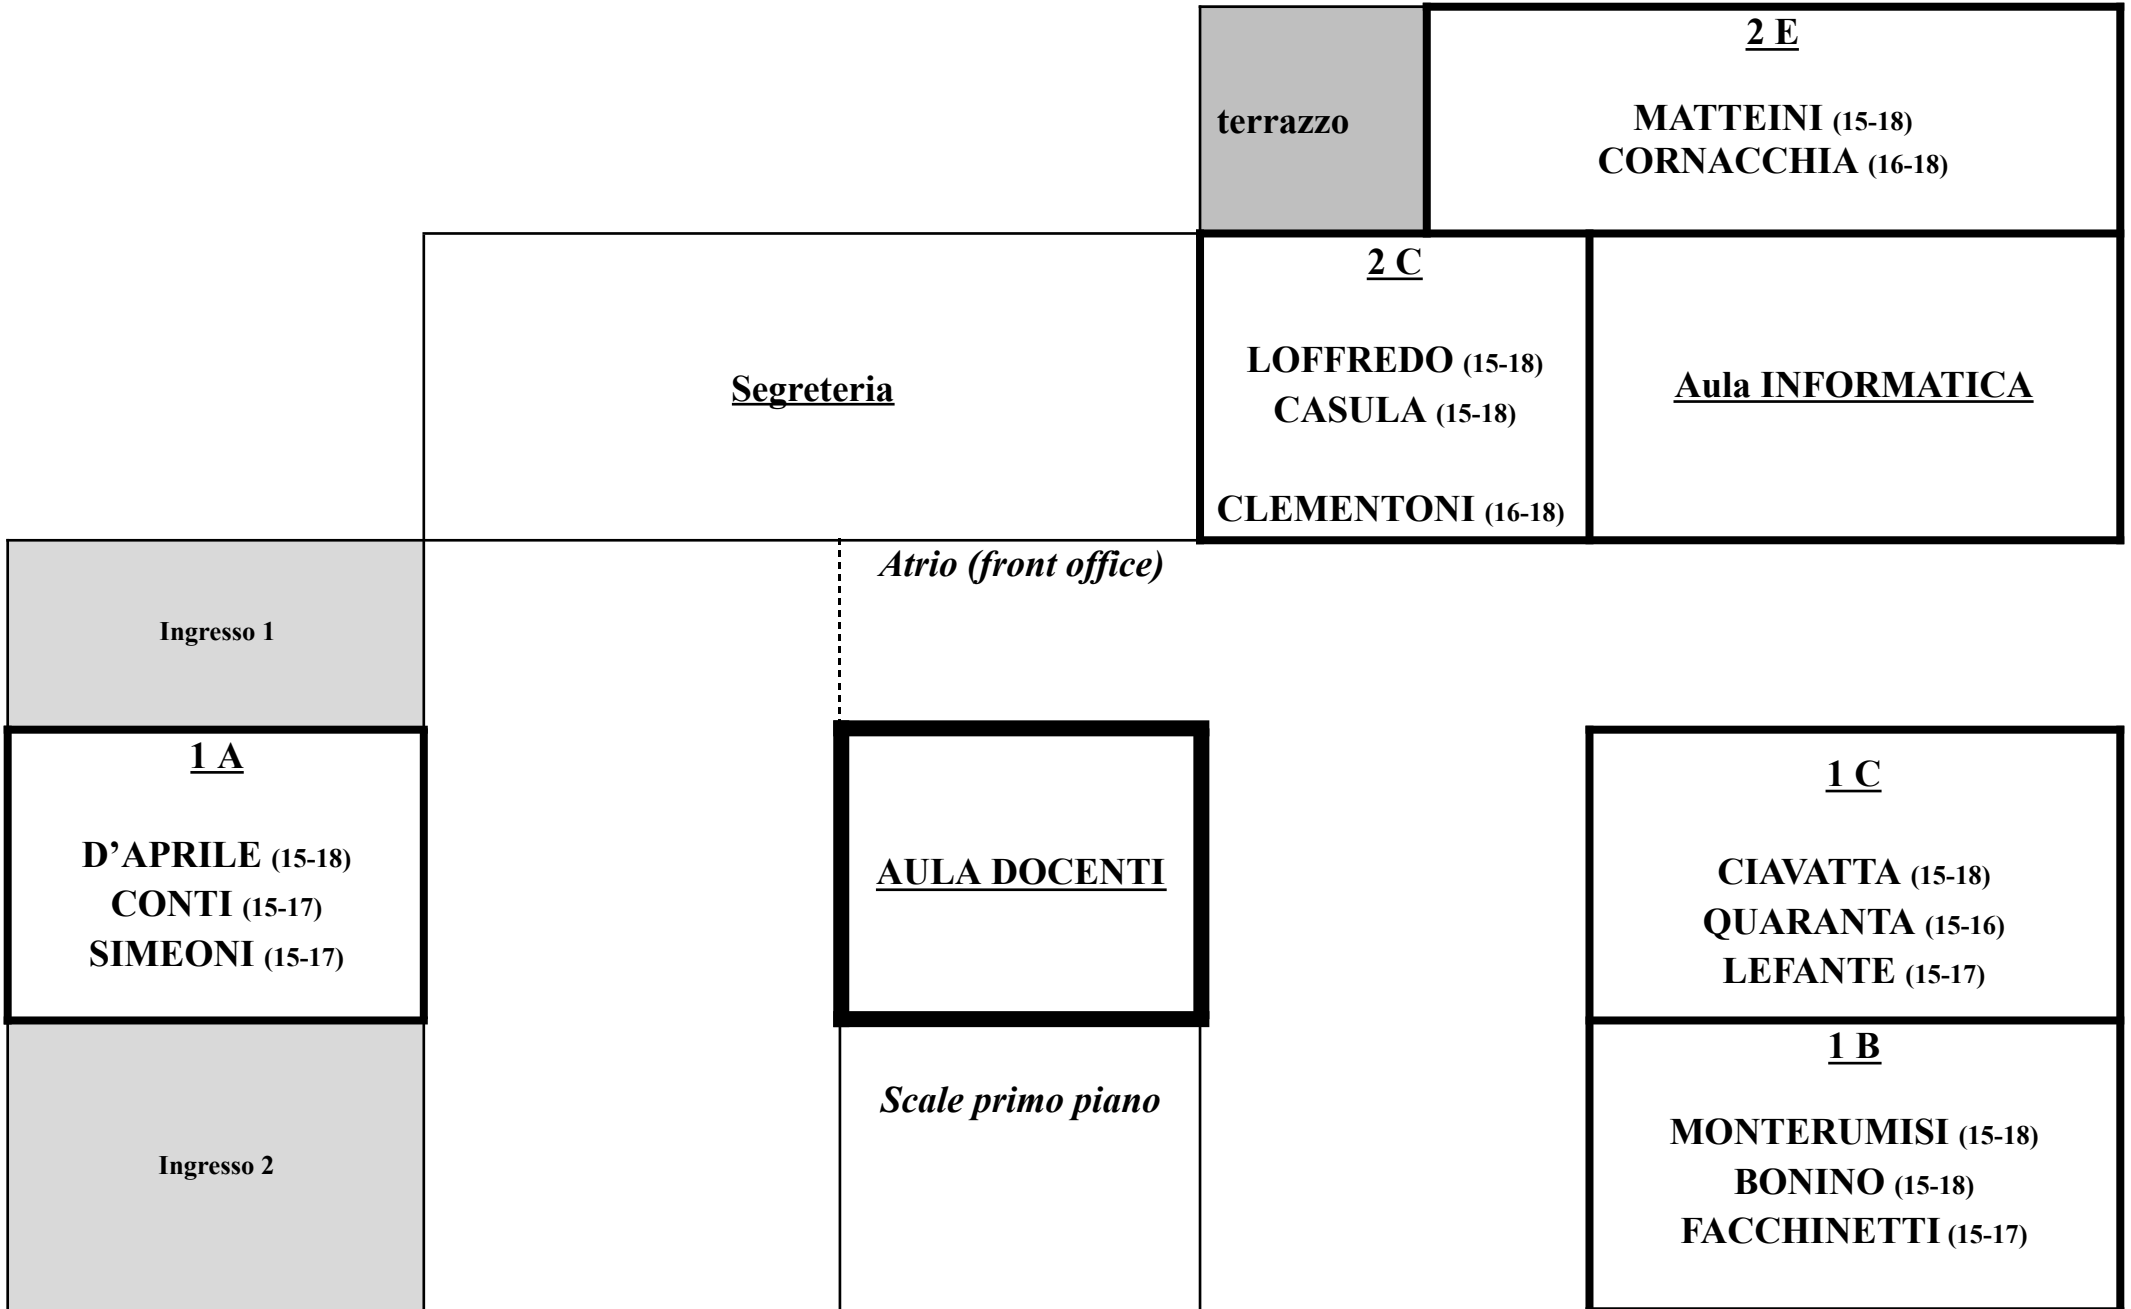 terrazzo
2 E
MATTEINI (15-18)
CORNACCHIA (16-18)
Segreteria
2 C
LOFFREDO (15-18)
CASULA (15-18)
CLEMENTONI (16-18)
Aula INFORMATICA
Atrio (front office)
Ingresso 1
1 A
D’APRILE (15-18)
CONTI (15-17)
SIMEONI (15-17)
AULA DOCENTI
1 C
CIAVATTA (15-18)
QUARANTA (15-16)
LEFANTE (15-17)
Ingresso 2
Scale primo piano
1 B
MONTERUMISI (15-18)
BONINO (15-18)
FACCHINETTI (15-17)